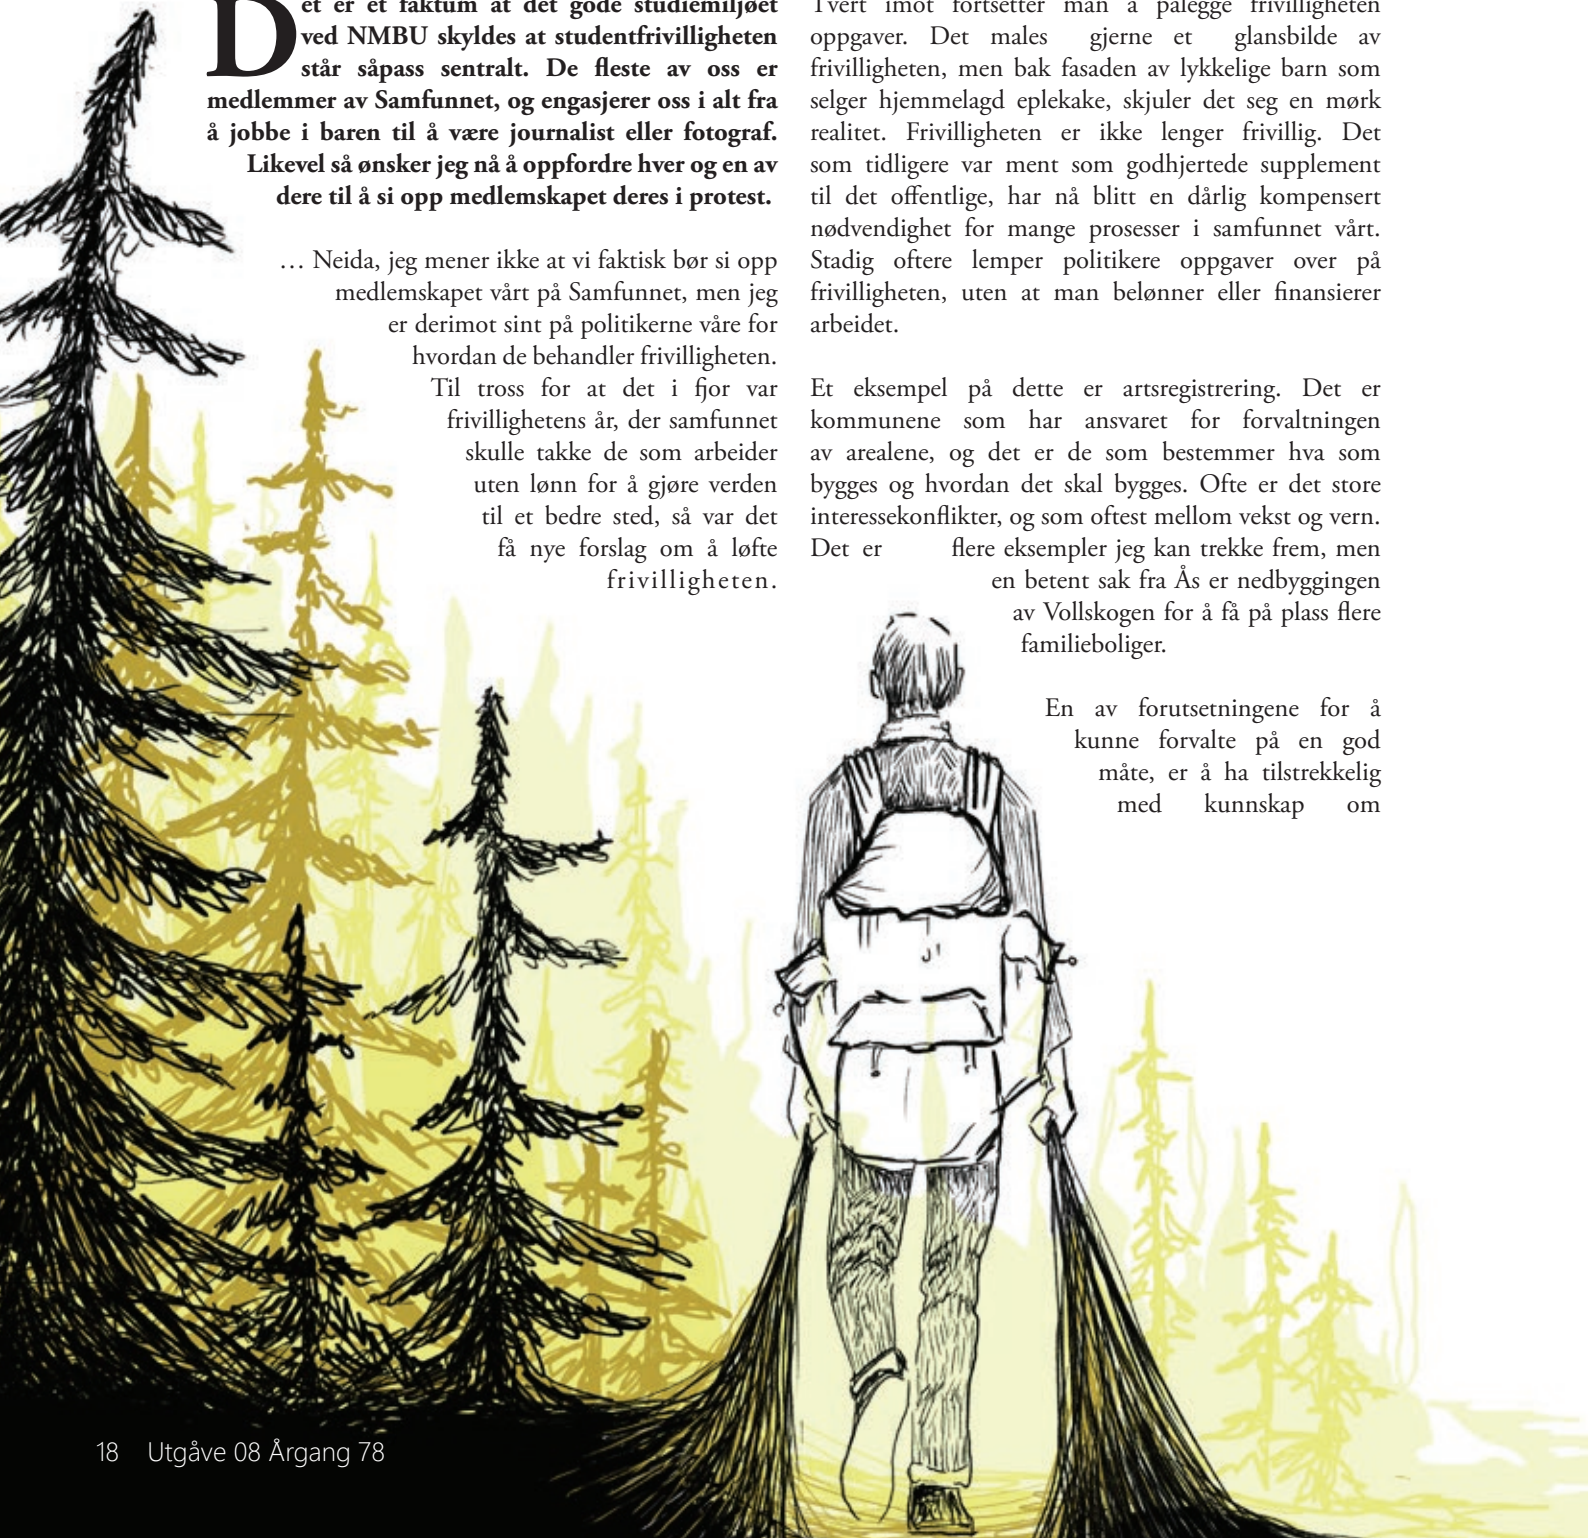 Det er et faktum at det gode studiemiljøet
ved NMBU skyldes at studentfrivilligheten
står såpass sentralt. De fleste av oss er
medlemmer av Samfunnet, og engasjerer oss i alt fra
å jobbe i baren til å være journalist eller fotograf.
Likevel så ønsker jeg nå å oppfordre hver og en av
dere til å si opp medlemskapet deres i protest.
… Neida, jeg mener ikke at vi faktisk bør si opp
medlemskapet vårt på Samfunnet, men jeg
er derimot sint på politikerne våre for
hvordan de behandler frivilligheten.
Til tross for at det i fjor var
frivillighetens år, der samfunnet
skulle takke de som arbeider
uten lønn for å gjøre verden
til et bedre sted, så var det
få nye forslag om å løfte
frivilligheten.
Tvert imot fortsetter man å pålegge frivilligheten
oppgaver. Det males gjerne et glansbilde av
frivilligheten, men bak fasaden av lykkelige barn som
selger hjemmelagd eplekake, skjuler det seg en mørk
realitet. Frivilligheten er ikke lenger frivillig. Det
som tidligere var ment som godhjertede supplement
til det offentlige, har nå blitt en dårlig kompensert
nødvendighet for mange prosesser i samfunnet vårt.
Stadig oftere lemper politikere oppgaver over på
frivilligheten, uten at man belønner eller finansierer
arbeidet.
Et eksempel på dette er artsregistrering. Det er
kommunene som har ansvaret for forvaltningen
av arealene, og det er de som bestemmer hva som
bygges og hvordan det skal bygges. Ofte er det store
interessekonflikter, og som oftest mellom vekst og vern.
Det er flere eksempler jeg kan trekke frem, men
en betent sak fra Ås er nedbyggingen
av Vollskogen for å få på plass flere
familieboliger.
En av forutsetningene for å
kunne forvalte på en god
måte, er å ha tilstrekkelig
med kunnskap om
18 Utgåve 08 Årgang 78